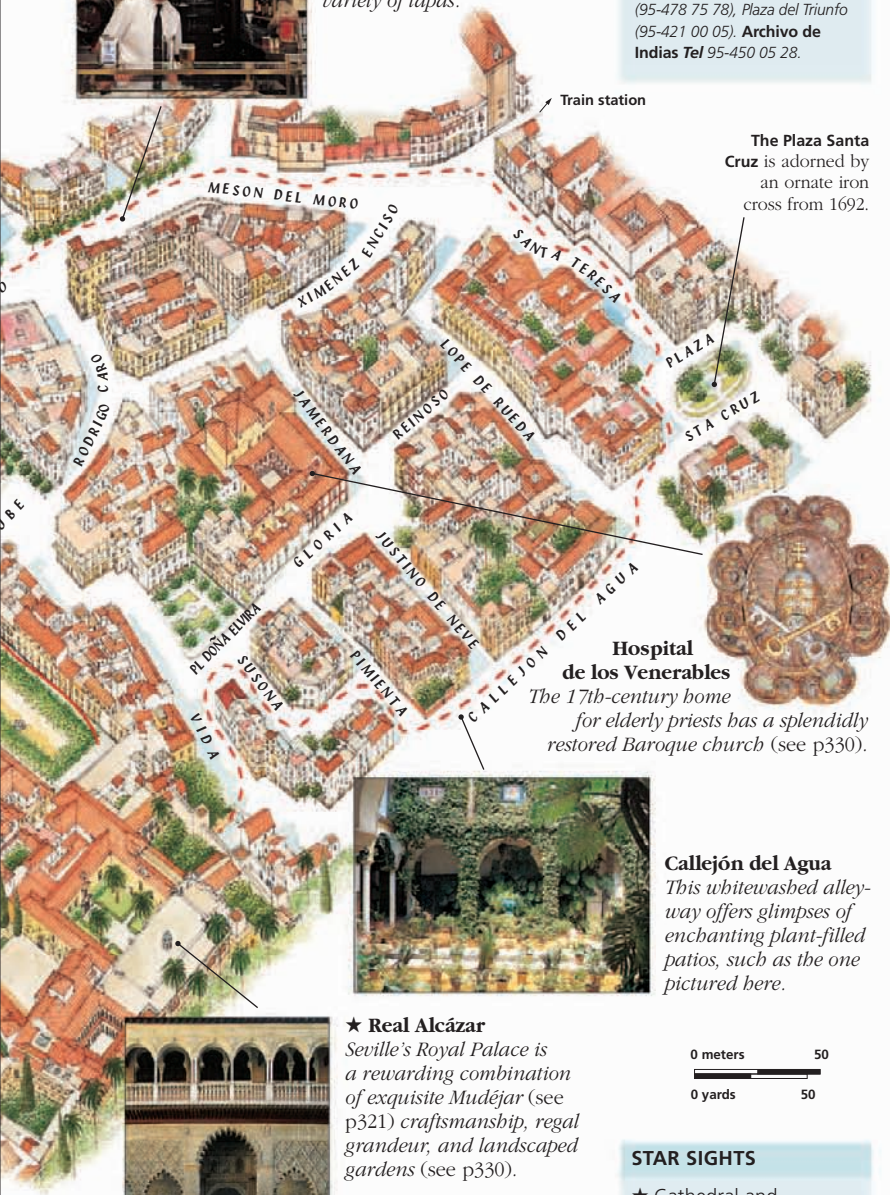 variety of tapas.
(95-478 75 78), Plaza del Triunfo
(95-421 00 05). Archivo de
Indias Tel 95-450 05 28.
Train station
The Plaza Santa
Cruz is adorned by
an ornate iron
cross from 1692.
MESON DEL MORO
XIMENEZ ENCISO
SANTA TERESA
PLAZA
STA CRUZ
RODRIGO CARO
JAMERDANA
REINOSO
LOPE DE RUEDA
OBE
GLORIA
JUSTINO DE NEVE
PL DOÑA ELVIRA
SUSONA
PIMIENTA
CALLEJON DEL AGUA
VIDA
Hospital
de los Venerables
The 17th-century home
for elderly priests has a splendidly
restored Baroque church (see p330).
Callejón del Agua
This whitewashed alley-
way offers glimpses of
enchanting plant-filled
patios, such as the one
pictured here.
★ Real Alcázar
Seville's Royal Palace is
a rewarding combination
of exquisite Mudéjar (see
p321) craftsmanship, regal
grandeur, and landscaped
gardens (see p330).
0 meters 50
0 yards 50
STAR SIGHTS
★ Cathedral and